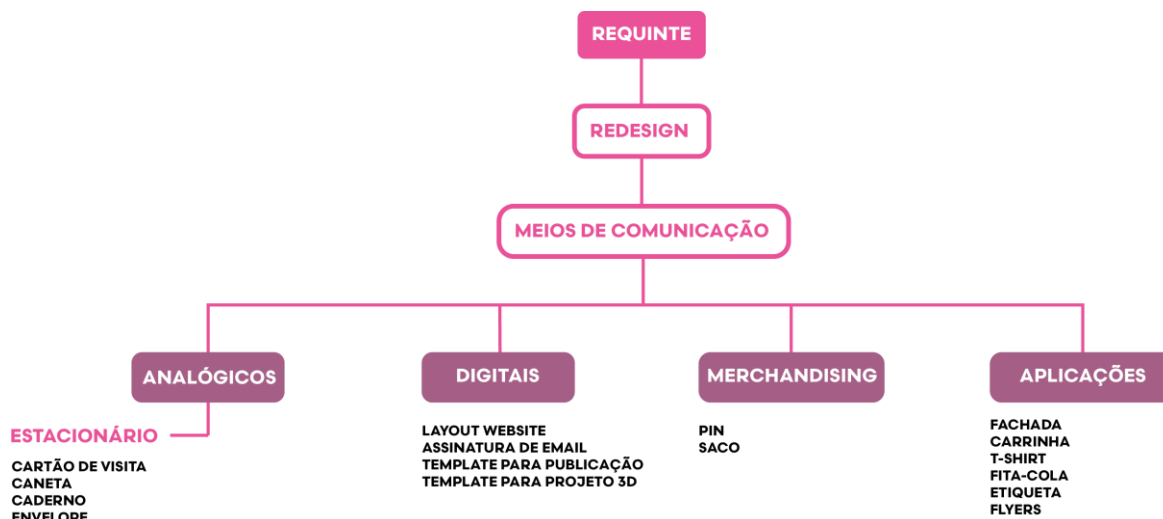 REQUINTE
REDESIGN
MEIOS DE COMUNICAÇÃO
ANALÓGICOS
ESTACIONÁRIO
CARTÃO DE VISITA
CANETA
CADERNO
ENVELOPE
DIGITAIS
LAYOUT WEBSITE
ASSINATURA DE EMAIL
TEMPLATE PARA PUBLICAÇÃO
TEMPLATE PARA PROJETO 3D
MERCHANDISING
PIN
SACO
APLICAÇÕES
FACHADA
CARRINHA
T-SHIRT
FITA-COLA
ETIQUETA
FLYERS